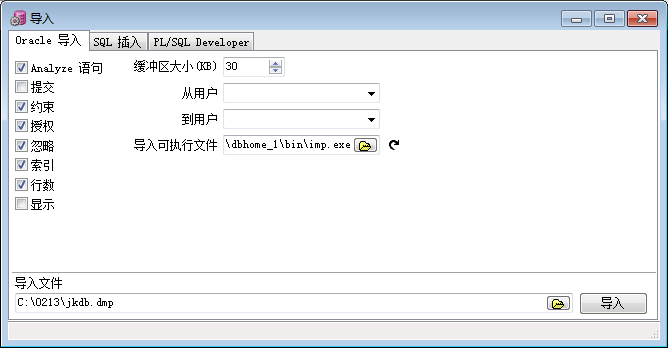 导入
Oracle 导入 SQL 插入 PL/SQL Developer
Analyze 语句
提交
约束
授权
忽略
索引
行数
显示
缓冲区大小(KB) 30
从用户
到用户
导入可执行文件 \dbhome_1\bin\imp.exe
导入文件
C:\0213\jkdb.dmp
导入